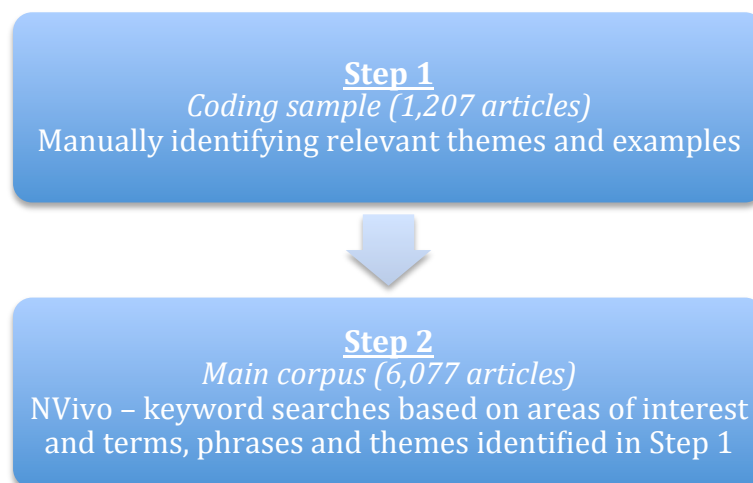 Step 1
Coding sample (1,207 articles)
Manually identifying relevant themes and examples
Step 2
Main corpus (6,077 articles)
NVivo – keyword searches based on areas of interest
and terms, phrases and themes identified in Step 1